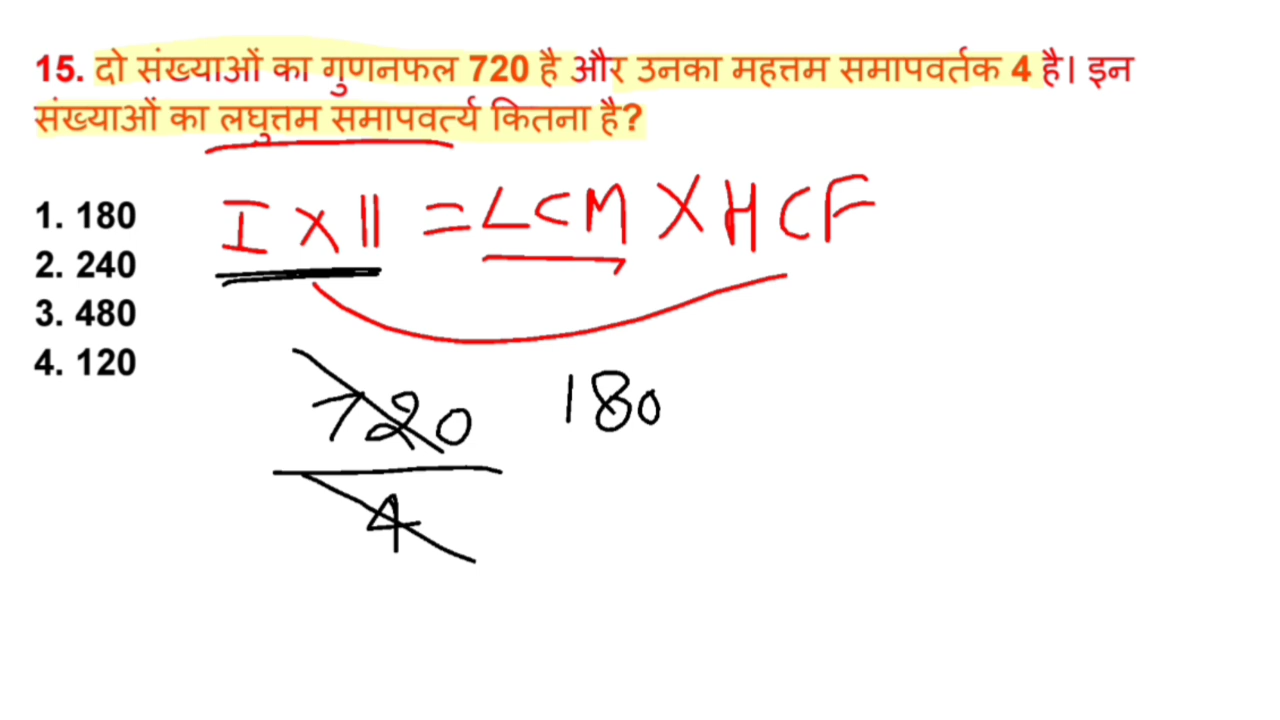 15. दो संख्याओं का गुणनफल 720 है और उनका महत्तम समापवर्तक 4 है। इन
संख्याओं का लघुत्तम समापवर्त्य कितना है?
1. 180
2. 240
3. 480
4. 120
I X II = LCM X HCF
720
4
180